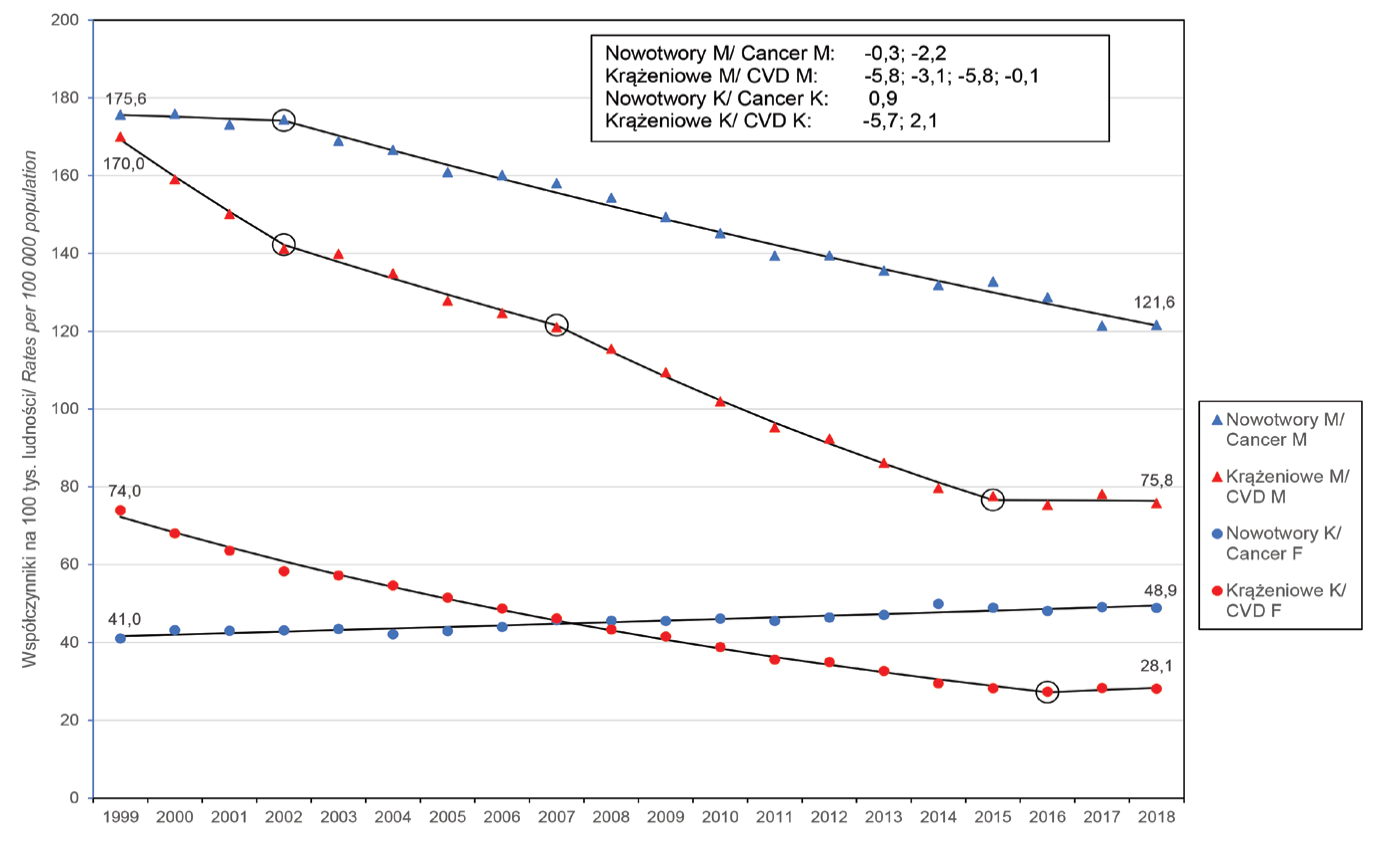 Współczynniki na 100 tys. ludności/ Rates per 100 000 population
200
180
160
140
120
100
80
60
40
20
0
Nowotwory M/ Cancer M: -0,3; -2,2
Krążeniowe M/ CVD M: -5,8; -3,1; -5,8; -0,1
Nowotwory K/ Cancer K: 0,9
Krążeniowe K/ CVD K: -5,7; 2,1
175,6
170,0
121,6
75,8
74,0
41,0
48,9
28,1
1999 2000 2001 2002 2003 2004 2005 2006 2007 2008 2009 2010 2011 2012 2013 2014 2015 2016 2017 2018
Nowotwory M/
Cancer M
Krążeniowe M/
CVD M
Nowotwory K/
Cancer F
Krążeniowe K/
CVD F